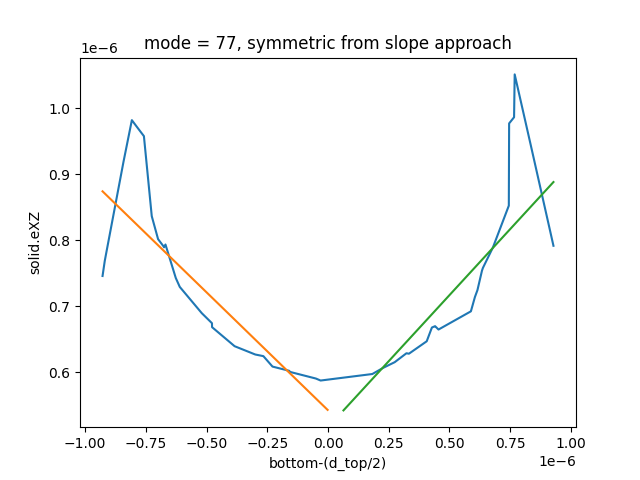 mode = 77, symmetric from slope approach
1e−6
1.0
0.9
0.8
0.7
0.6
solid.eXZ
−1.00
−0.75
−0.50
−0.25
0.00
0.25
0.50
0.75
1.00
1e−6
bottom-(d_top/2)